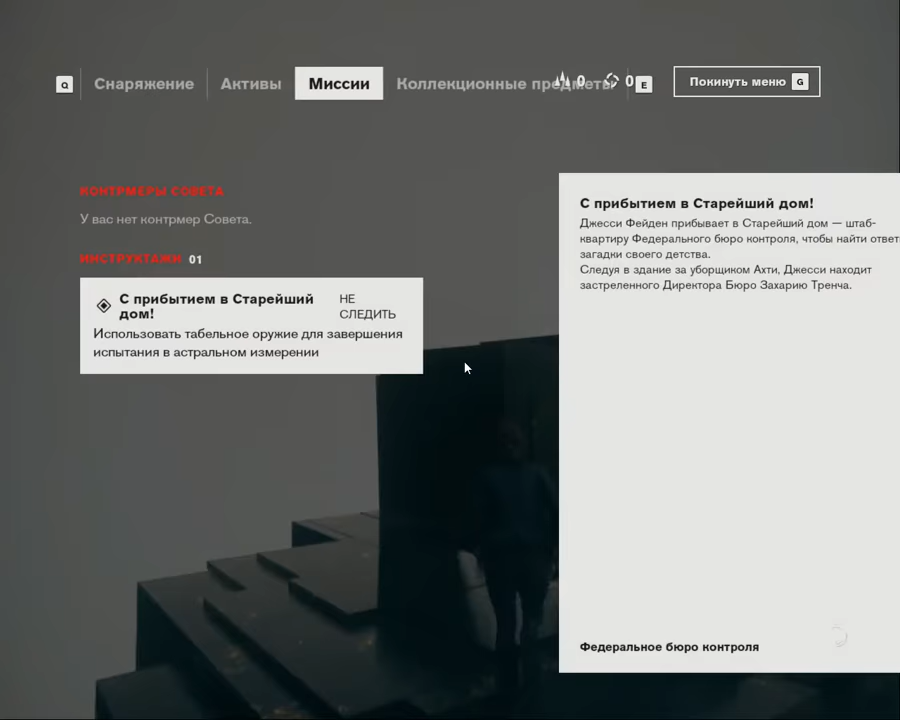 Q
Снаряжение
Активы
Миссии
Коллекционные предметы
0
0
E
Покинуть меню G
КОНТРМЕРЫ СОВЕТА
У вас нет контрмер Совета.
ИНСТРУКТАЖИ 01
С прибытием в Старейший
дом!
НЕ
СЛЕДИТЬ
Использовать табельное оружие для завершения
испытания в астральном измерении
С прибытием в Старейший дом!
Джесси Фейден прибывает в Старейший дом — штаб-
квартиру Федерального бюро контроля, чтобы найти ответ
загадки своего детства.
Следуя в здание за уборщиком Ахти, Джесси находит
застреленного Директора Бюро Захарию Тренча.
Федеральное бюро контроля